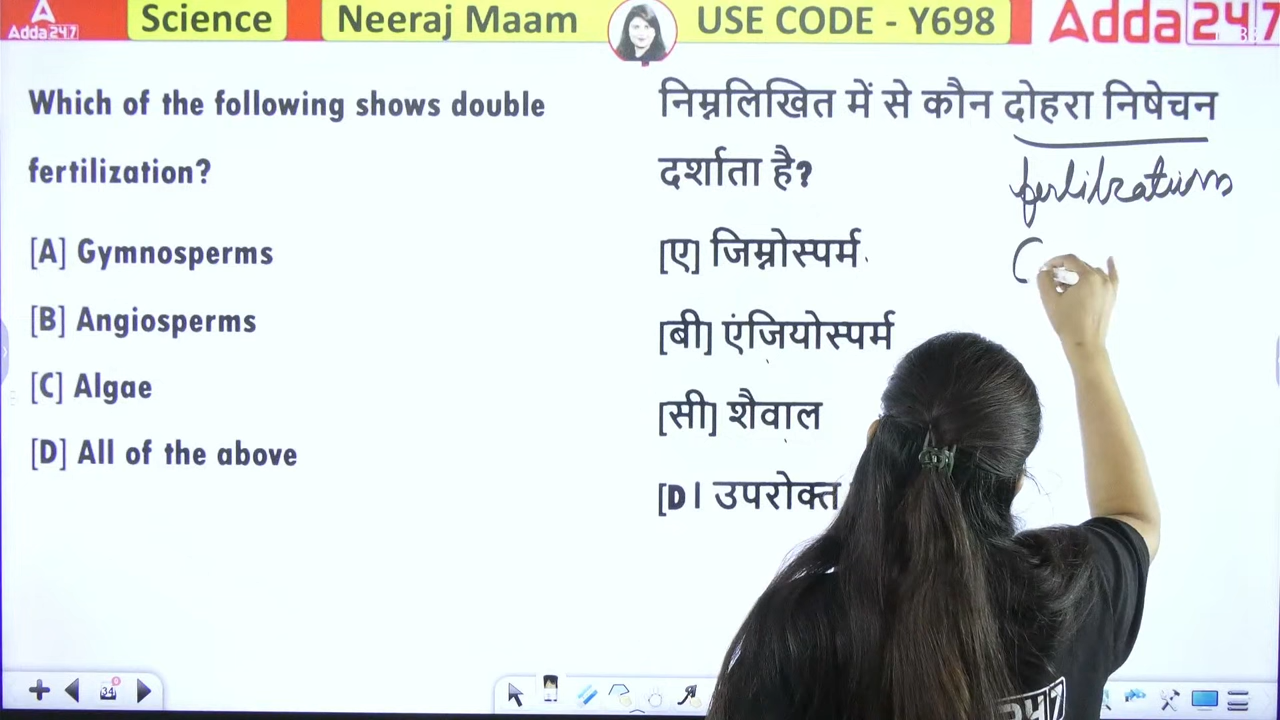 Adda247
Science
Neeraj Maam
USE CODE - Y698
Adda247
Which of the following shows double
fertilization?
[A] Gymnosperms
[B] Angiosperms
[C] Algae
[D] All of the above
निम्नलिखित में से कौन दोहरा निषेचन
दर्शाता है?
[ए] जिम्नोस्पर्म
[बी] एंजियोस्पर्म
[सी] शैवाल
[D। उपरोक्त
34